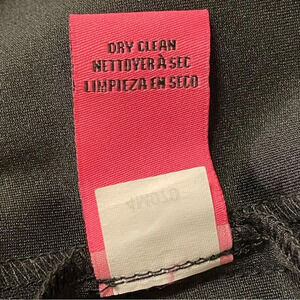 DRY CLEAN
NETTOYER À SEC
LIMPIEZA EN SECO